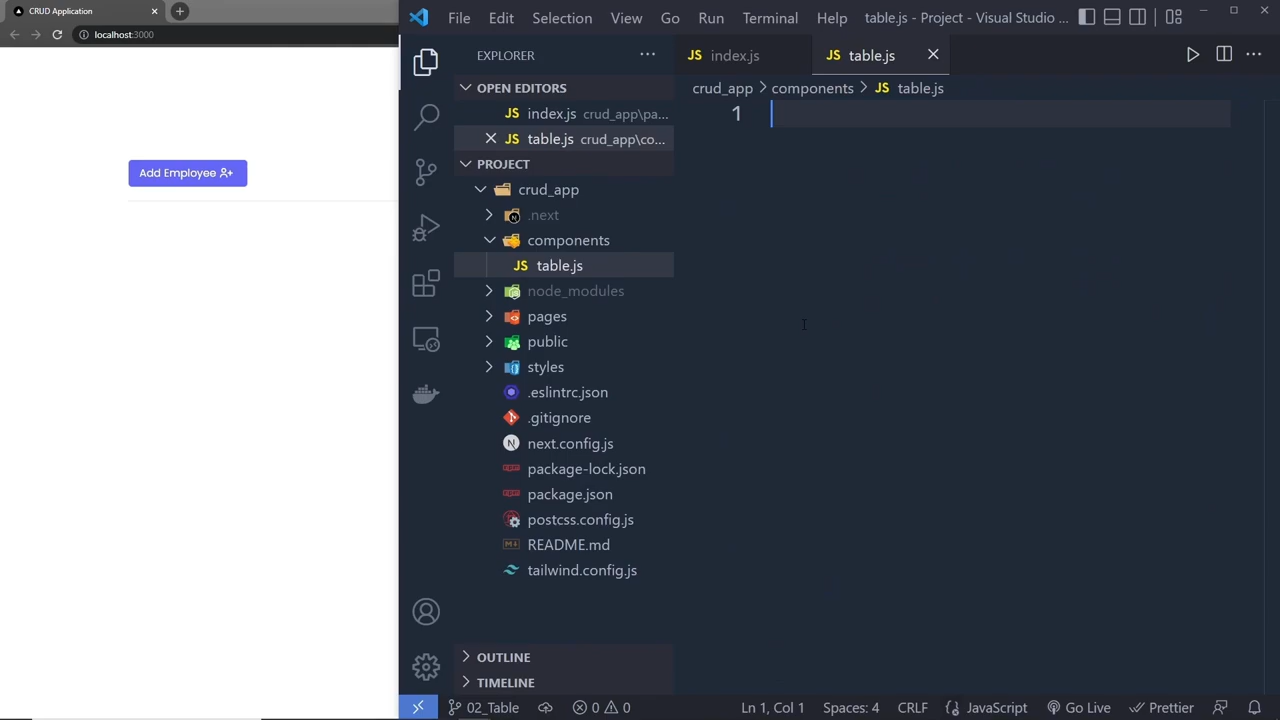 CRUD Application
localhost:3000
Add Employee
File Edit Selection View Go Run Terminal Help table.js - Project - Visual Studio ...
EXPLORER
JS index.js
JS table.js
OPEN EDITORS
JS index.js crud_app\pa...
JS table.js crud_app\co...
PROJECT
crud_app
.next
components
JS table.js
node_modules
pages
public
styles
.eslintrc.json
.gitignore
next.config.js
package-lock.json
package.json
postcss.config.js
README.md
tailwind.config.js
OUTLINE
TIMELINE
crud_app > components > JS table.js
1
02_Table 0 0 Ln 1, Col 1 Spaces: 4 CRLF JavaScript Go Live Prettier